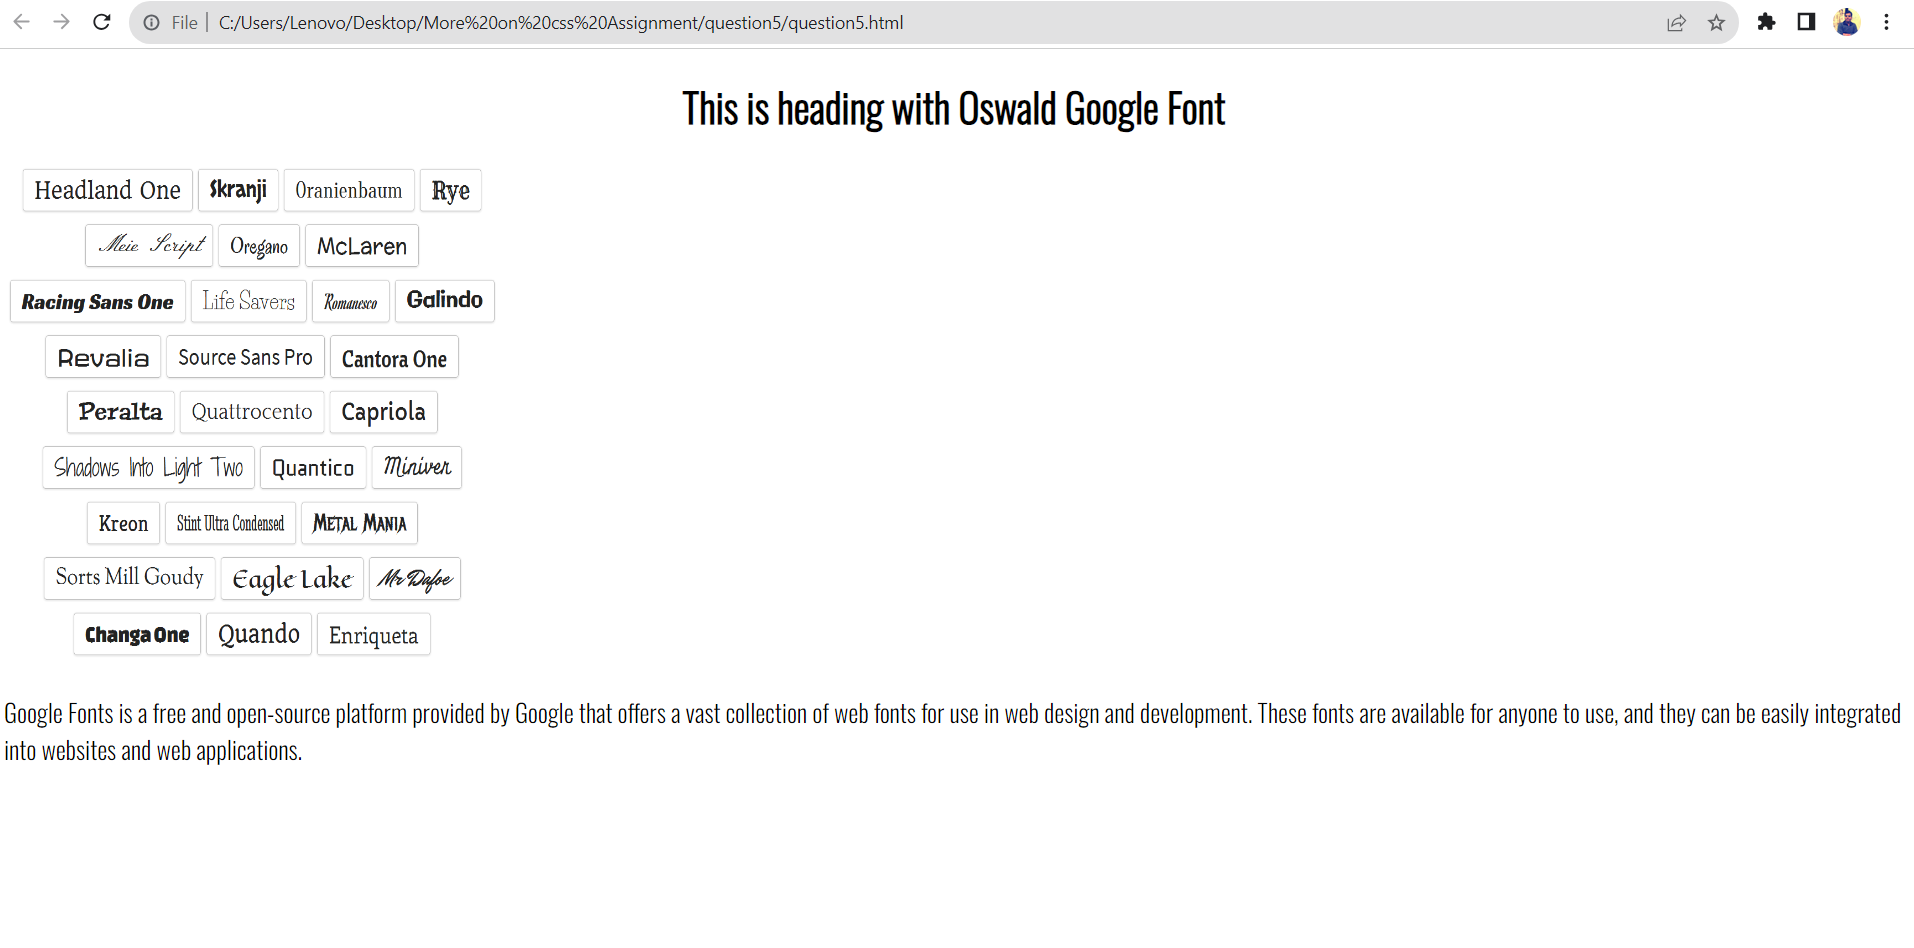 File | C:/Users/Lenovo/Desktop/More%20on%20css%20Assignment/question5/question5.html
This is heading with Oswald Google Font
Headland One Skranji Oranienbaum Rye
Meie Script Oregano McLaren
Racing Sans One Life Savers Romanesco Galindo
Revalia Source Sans Pro Cantora One
Peralta Quattrocento Capriola
Shadows Into Light Two Quantico Miniver
Kreon Stint Ultra Condensed Metal Mania
Sorts Mill Goudy Eagle Lake Mr Dafoe
Changa One Quando Enriqueta
Google Fonts is a free and open-source platform provided by Google that offers a vast collection of web fonts for use in web design and development. These fonts are available for anyone to use, and they can be easily integrated
into websites and web applications.